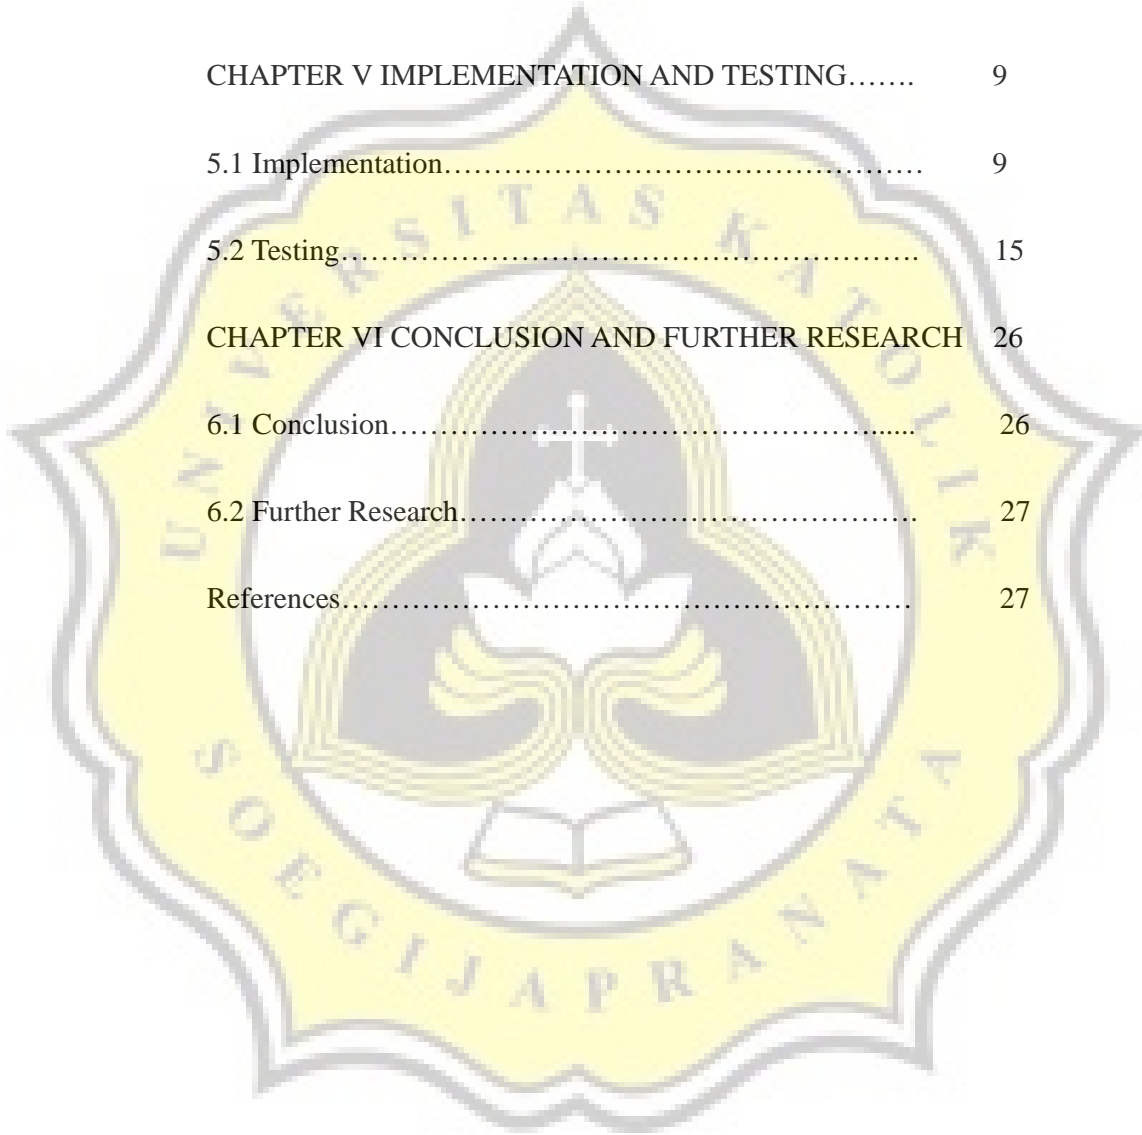 CHAPTER V IMPLEMENTATION AND TESTING……. 9
5.1 Implementation………………………………………… 9
5.2 Testing…………………………………………………. 15
CHAPTER VI CONCLUSION AND FURTHER RESEARCH 26
6.1 Conclusion…………………………………………...... 26
6.2 Further Research………………………………………. 27
References………………………………………………… 27
UNIVERSITAS KATOLIK
SOEGIJAPRANATA